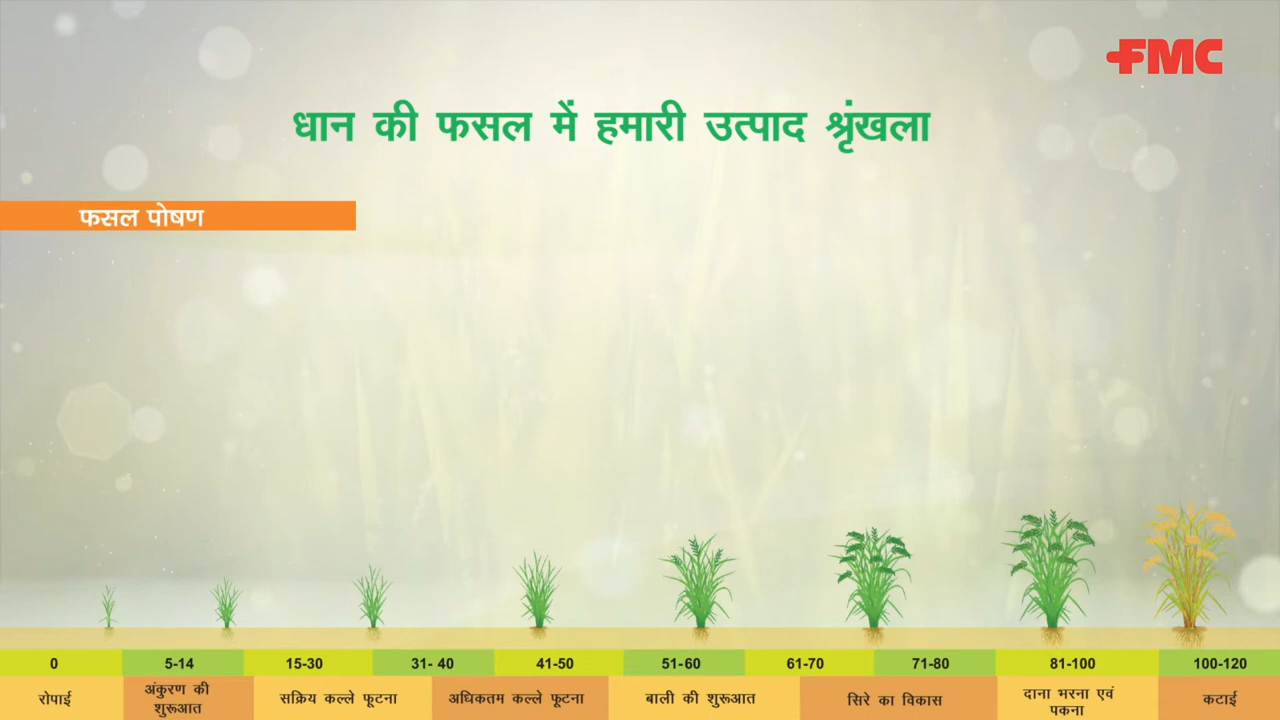 FMC
धान की फसल में हमारी उत्पाद श्रृंखला
फसल पोषण
0 5-14 15-30 31- 40 41-50 51-60 61-70 71-80 81-100 100-120
रोपाई
अंकुरण की
शुरूआत
सक्रिय कल्ले फूटना
अधिकतम कल्ले फूटना
बाली की शुरूआत
सिरे का विकास
दाना भरना एवं
पकना
कटाई